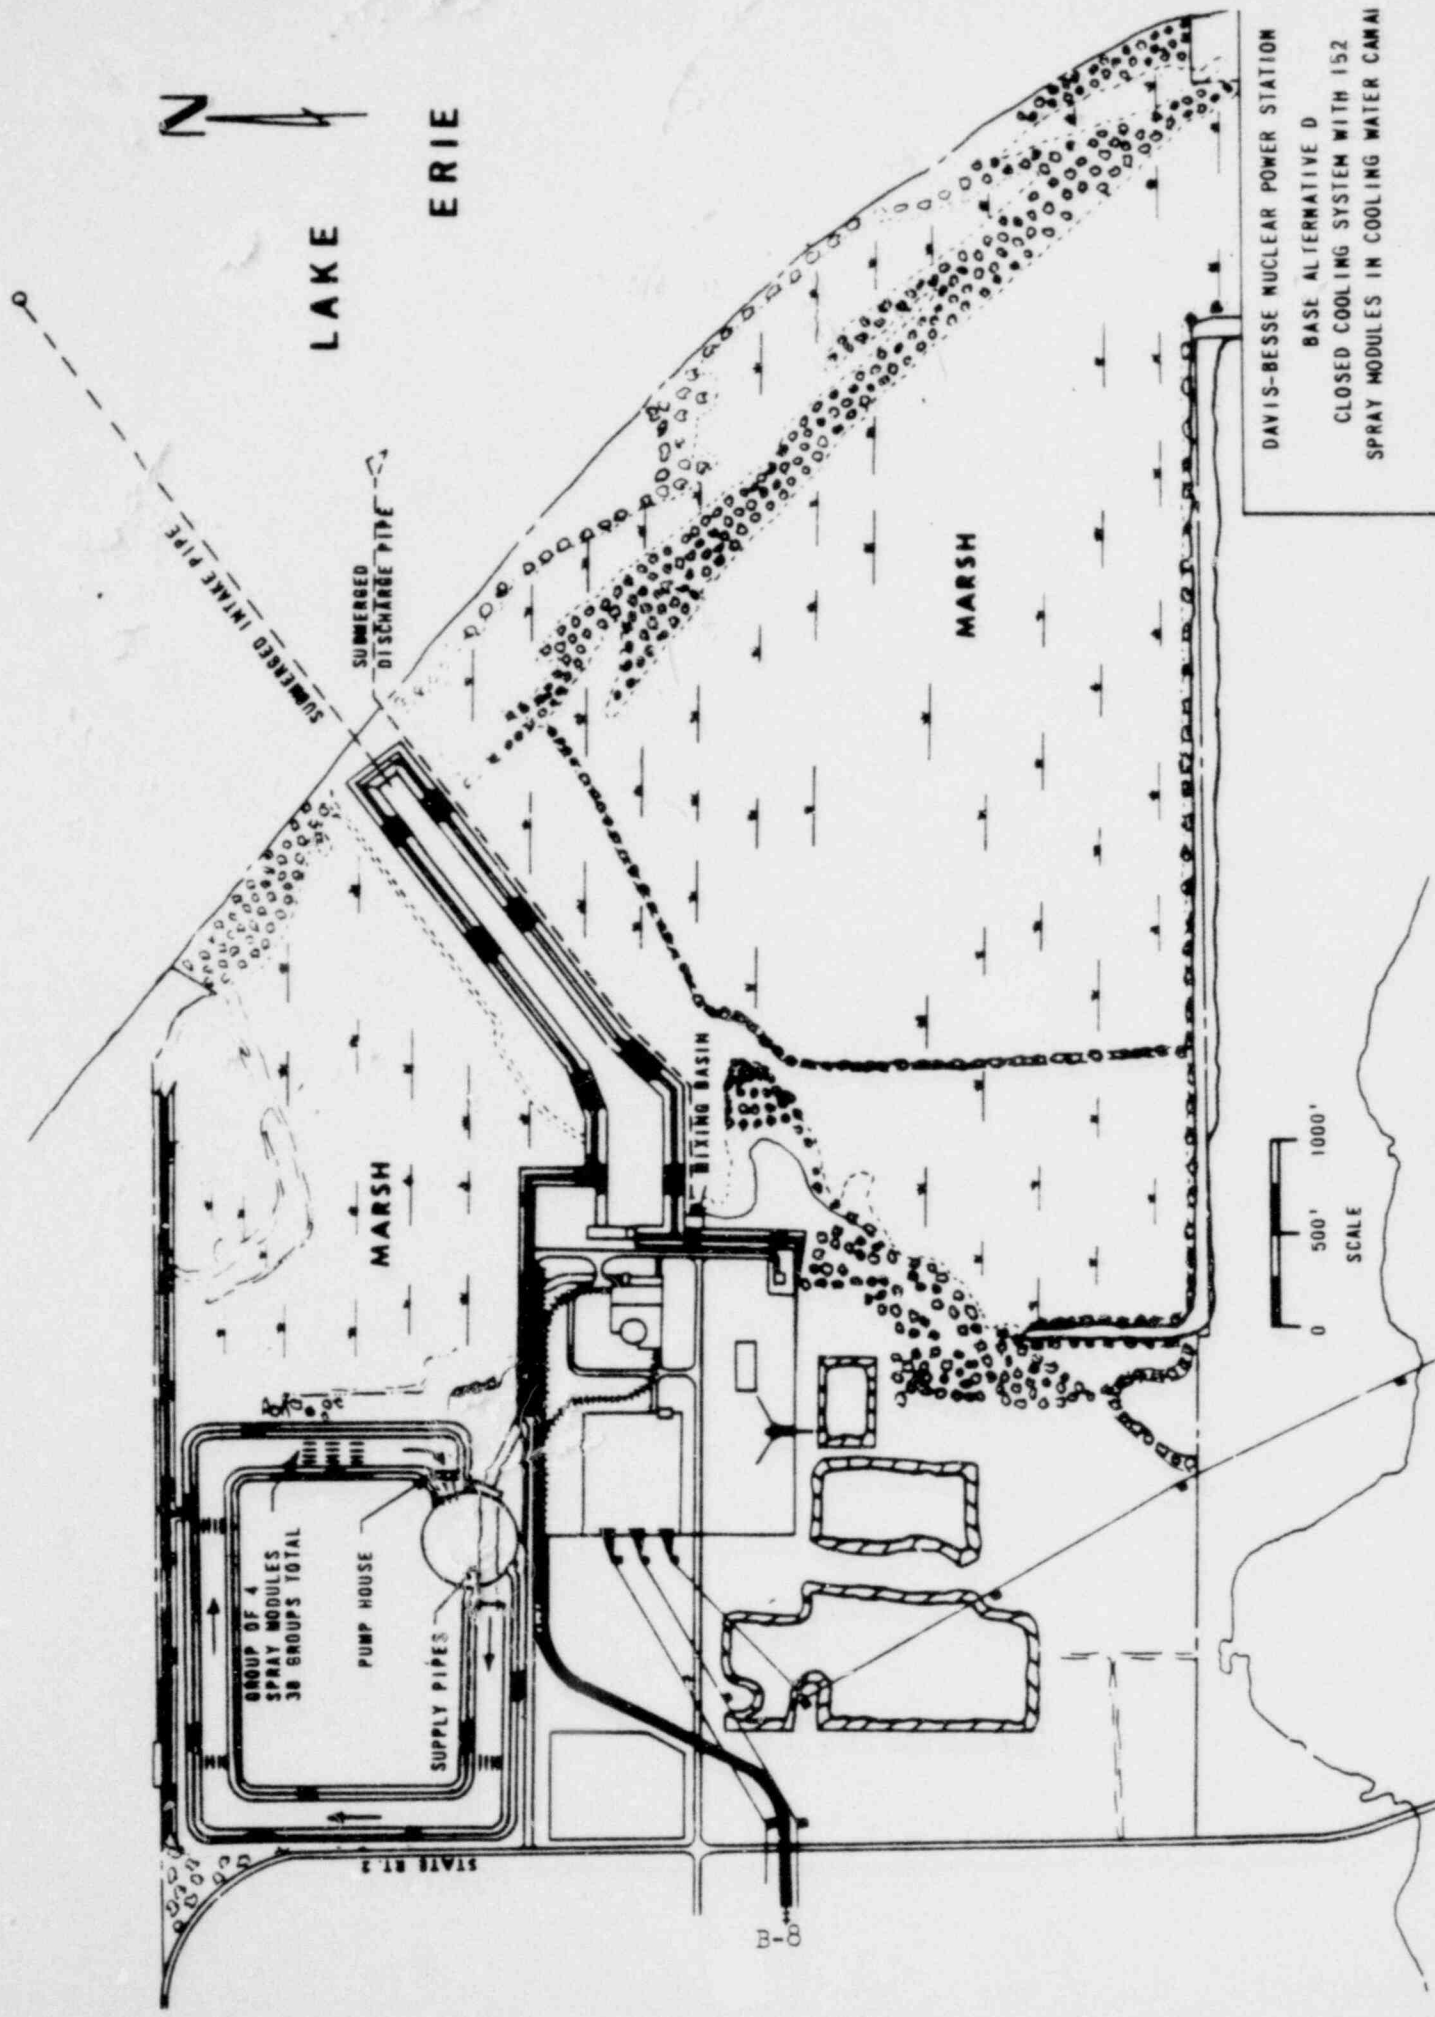 N
LAKE
ERIE
SUBMERGED INTAKE PIPE
SUBMERGED
DISCHARGE PIPE
MARSH
MARSH
MIXING BASIN
GROUP OF 4
SPRAY MODULES
38 GROUPS TOTAL
PUMP HOUSE
SUPPLY PIPES
STATE RT. 2
0 500' 1000'
SCALE
DAVIS-BESSE NUCLEAR POWER STATION
BASE ALTERNATIVE D
CLOSED COOLING SYSTEM WITH 152
SPRAY MODULES IN COOLING WATER CANAL
B-8